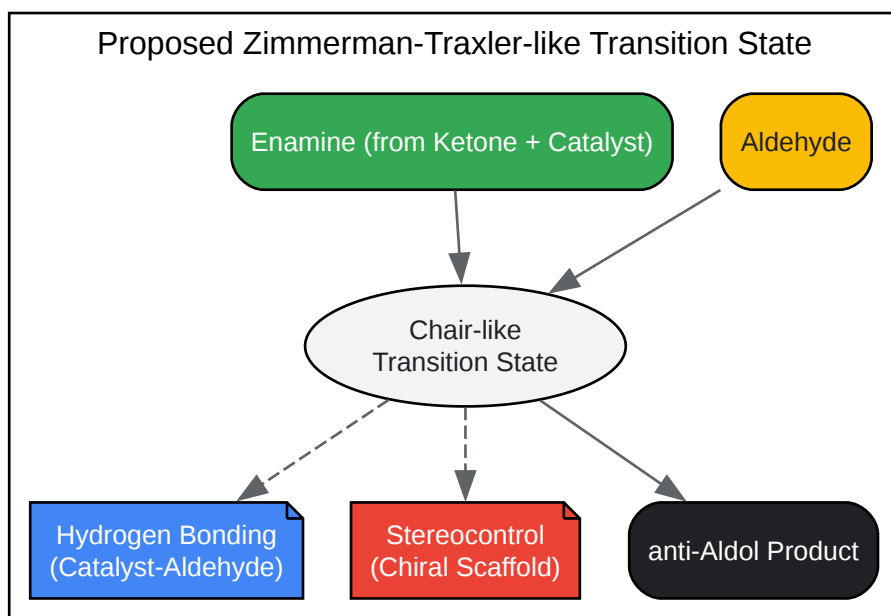 Proposed Zimmerman-Traxler-like Transition State
Enamine (from Ketone + Catalyst)
Aldehyde
Chair-like
Transition State
Hydrogen Bonding
(Catalyst-Aldehyde)
Stereocontrol
(Chiral Scaffold)
anti-Aldol Product